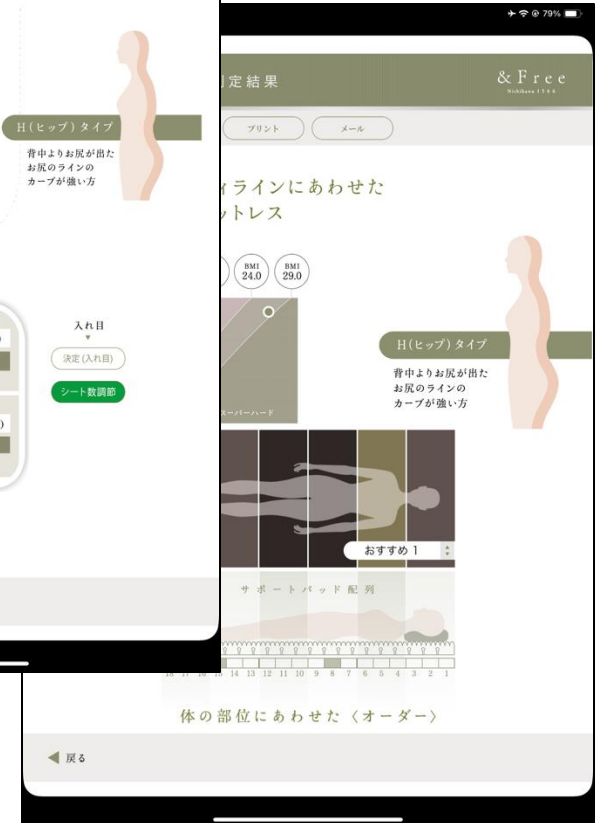 H(ヒップ)タイプ
背中よりお尻が出た
お尻のラインの
カーブが強い方
入れ目
決定(入れ目)
シート数調節
79%
定結果
& Free
Nishikawa 1566
プリント
メール
ィラインにあわせた
ットレス
BMI
24.0
BMI
29.0
スーパーハード
H(ヒップ)タイプ
背中よりお尻が出た
お尻のラインの
カーブが強い方
おすすめ 1
サポートパッド配列
14 13 12 11 10 9 8 7 6 5 4 3 2 1
体の部位にあわせた〈オーダー〉
戻る